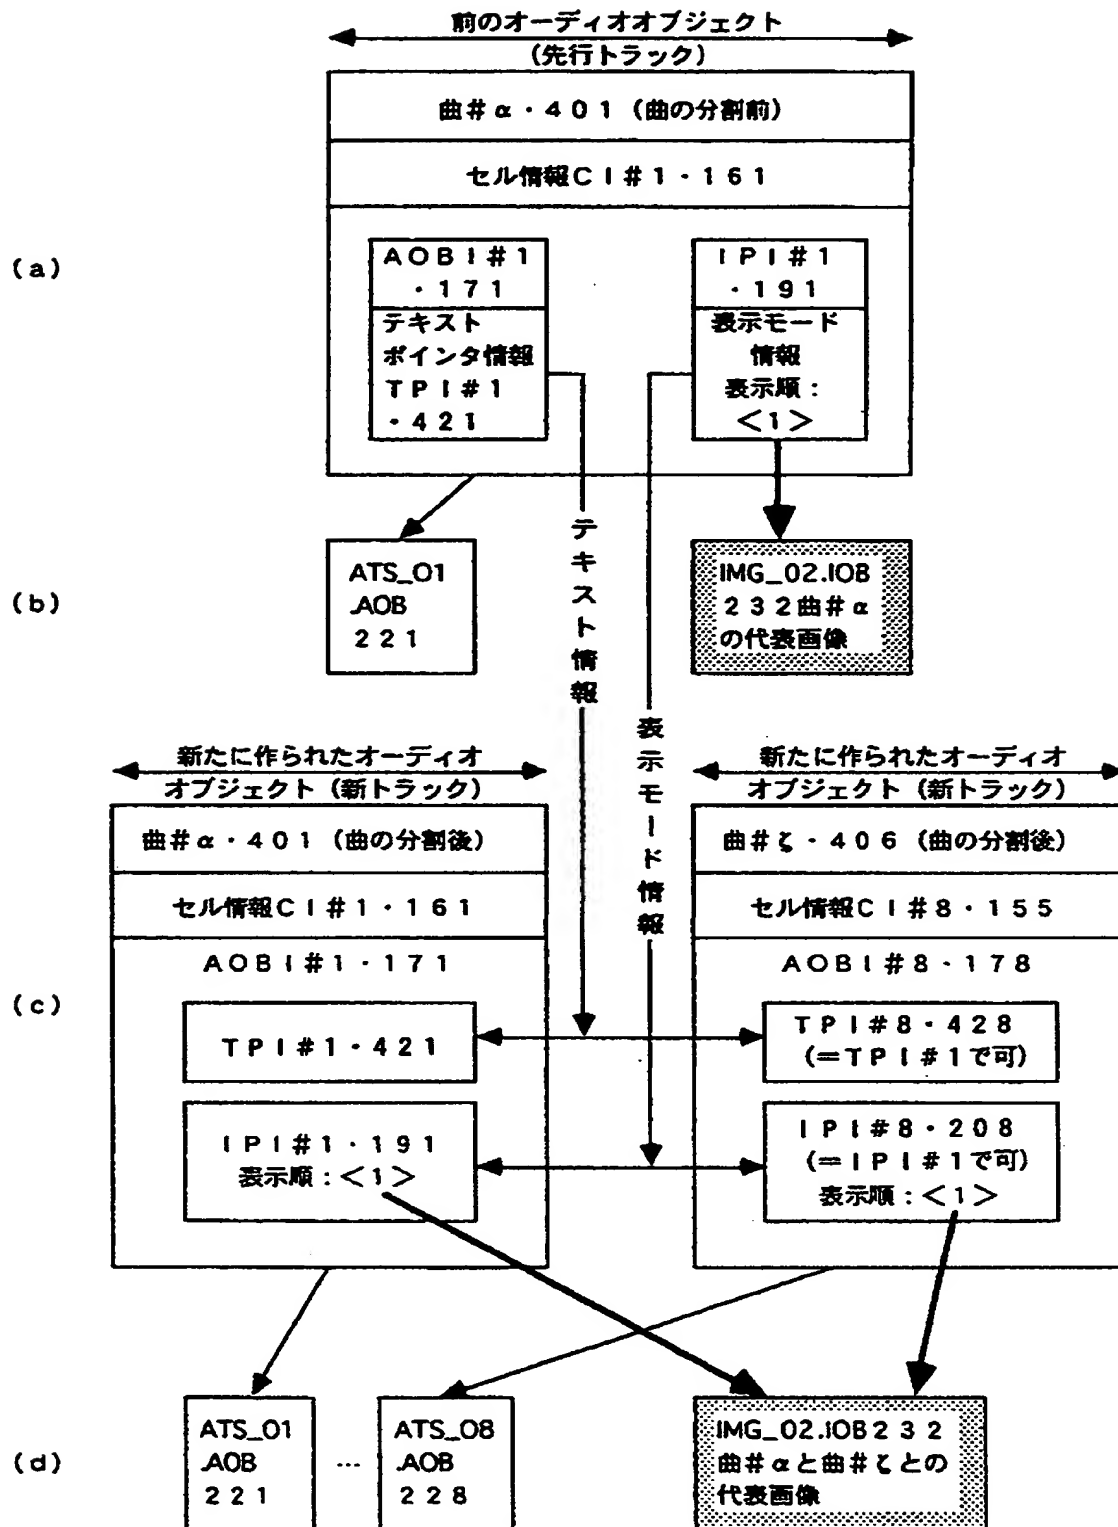 前のオーディオオブジェクト
(先行トラック)
曲#α・401(曲の分割前)
セル情報CI#1・161
(a)
AOBI#1
・171
テキスト
ポインタ情報
TPI#1
・421
IPI#1
・191
表示モード
情報
表示順:
<1>
テキスト情報
表示モード情報
(b)
ATS_01
.AOB
221
IMG_02.IOB
232曲#α
の代表画像
新たに作られたオーディオ
オブジェクト(新トラック)
曲#α・401(曲の分割後)
セル情報CI#1・161
AOBI#1・171
(c)
TPI#1・421
IPI#1・191
表示順:<1>
新たに作られたオーディオ
オブジェクト(新トラック)
曲#ζ・406(曲の分割後)
セル情報CI#8・155
AOBI#8・178
TPI#8・428
(=TPI#1で可)
IPI#8・208
(=IPI#1で可)
表示順:<1>
(d)
ATS_01
.AOB
221
…
ATS_08
.AOB
228
IMG_02.IOB232
曲#αと曲#ζとの
代表画像